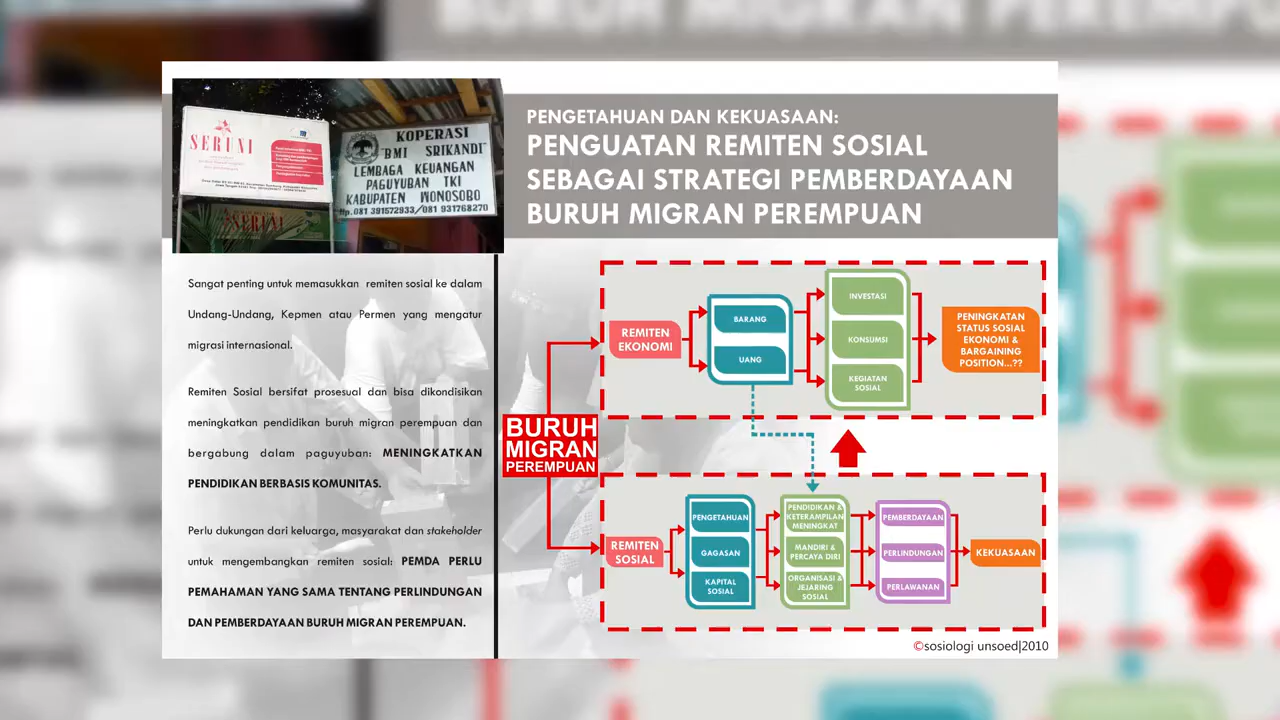 BURUH MIGRAN PEREMPU
SERUNI
KOPERASI
"BMI SRIKANDI"
LEMBAGA KEUANGAN
PAGUYUBAN TKI
KABUPATEN WONOSOBO
Hp.081 391572933/081 931768270
SERUNI
PENGETAHUAN DAN KEKUASAAN:
PENGUATAN REMITEN SOSIAL
SEBAGAI STRATEGI PEMBERDAYAAN
BURUH MIGRAN PEREMPUAN
Sangat penting untuk memasukkan remiten sosial ke dalam
Undang-Undang, Kepmen atau Permen yang mengatur
migrasi internasional.
Remiten Sosial bersifat prosesual dan bisa dikondisikan
meningkatkan pendidikan buruh migran perempuan dan
bergabung dalam paguyuban: MENINGKATKAN
PENDIDIKAN BERBASIS KOMUNITAS.
Perlu dukungan dari keluarga, masyarakat dan stakeholder
untuk mengembangkan remiten sosial: PEMDA PERLU
PEMAHAMAN YANG SAMA TENTANG PERLINDUNGAN
DAN PEMBERDAYAAN BURUH MIGRAN PEREMPUAN.
BURUH
MIGRAN
PEREMPUAN
REMITEN
EKONOMI
BARANG
UANG
INVESTASI
KONSUMSI
KEGIATAN
SOSIAL
PENINGKATAN
STATUS SOSIAL
EKONOMI &
BARGAINING
POSITION...??
REMITEN
SOSIAL
PENGETAHUAN
GAGASAN
KAPITAL
SOSIAL
PENDIDIKAN &
KETERAMPILAN
MENINGKAT
MANDIRI &
PERCAYA DIRI
ORGANISASI &
JEJARING
SOSIAL
PEMBERDAYAAN
PERLINDUNGAN
PERLAWANAN
KEKUASAAN
©sosiologi unsoed|2010